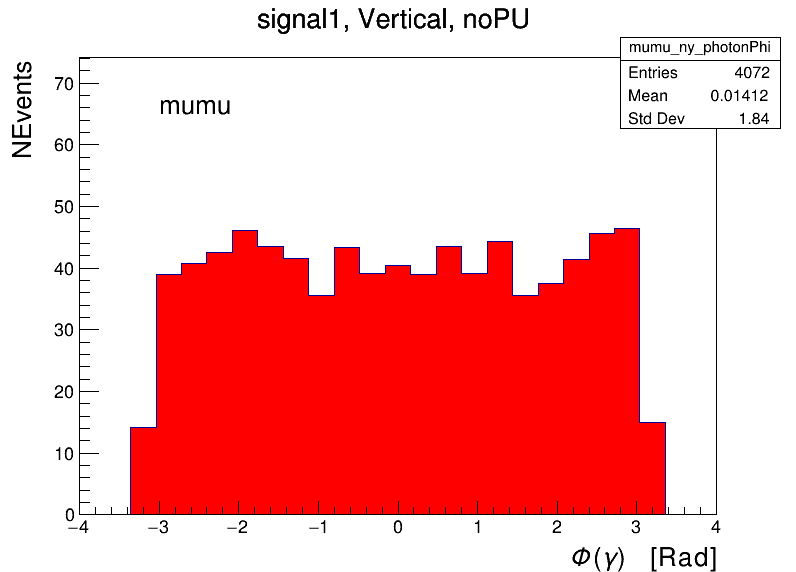 signal1, Vertical, noPU
mumu_ny_photonPhi
Entries 4072
Mean 0.01412
Std Dev 1.84
NEvents
mumu
70
60
50
40
30
20
10
0
−4 −3 −2 −1 0 1 2 3 4
Φ(γ) [Rad]